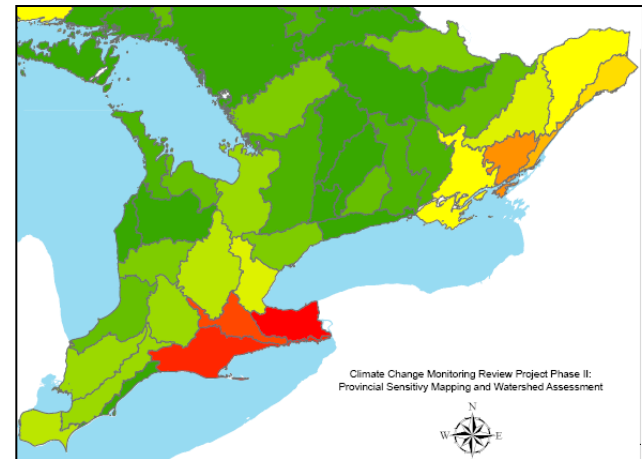 Climate Change Monitoring Review Project Phase II:
Provincial Sensitivy Mapping and Watershed Assessment
N
W E
S